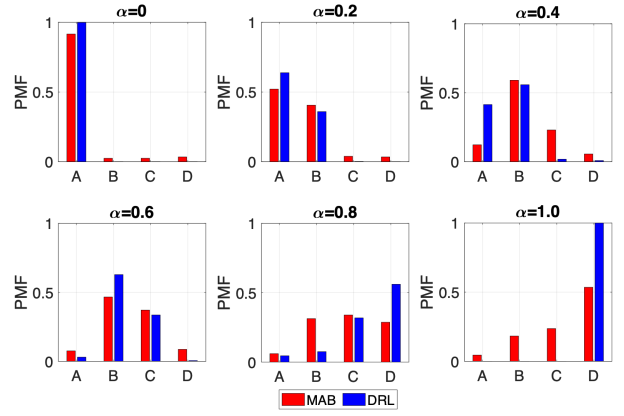 α=0
PMF
1
0.5
0
A B C D
α=0.2
PMF
1
0.5
0
A B C D
α=0.4
PMF
1
0.5
0
A B C D
α=0.6
PMF
1
0.5
0
A B C D
α=0.8
PMF
1
0.5
0
A B C D
α=1.0
PMF
1
0.5
0
A B C D
MAB DRL